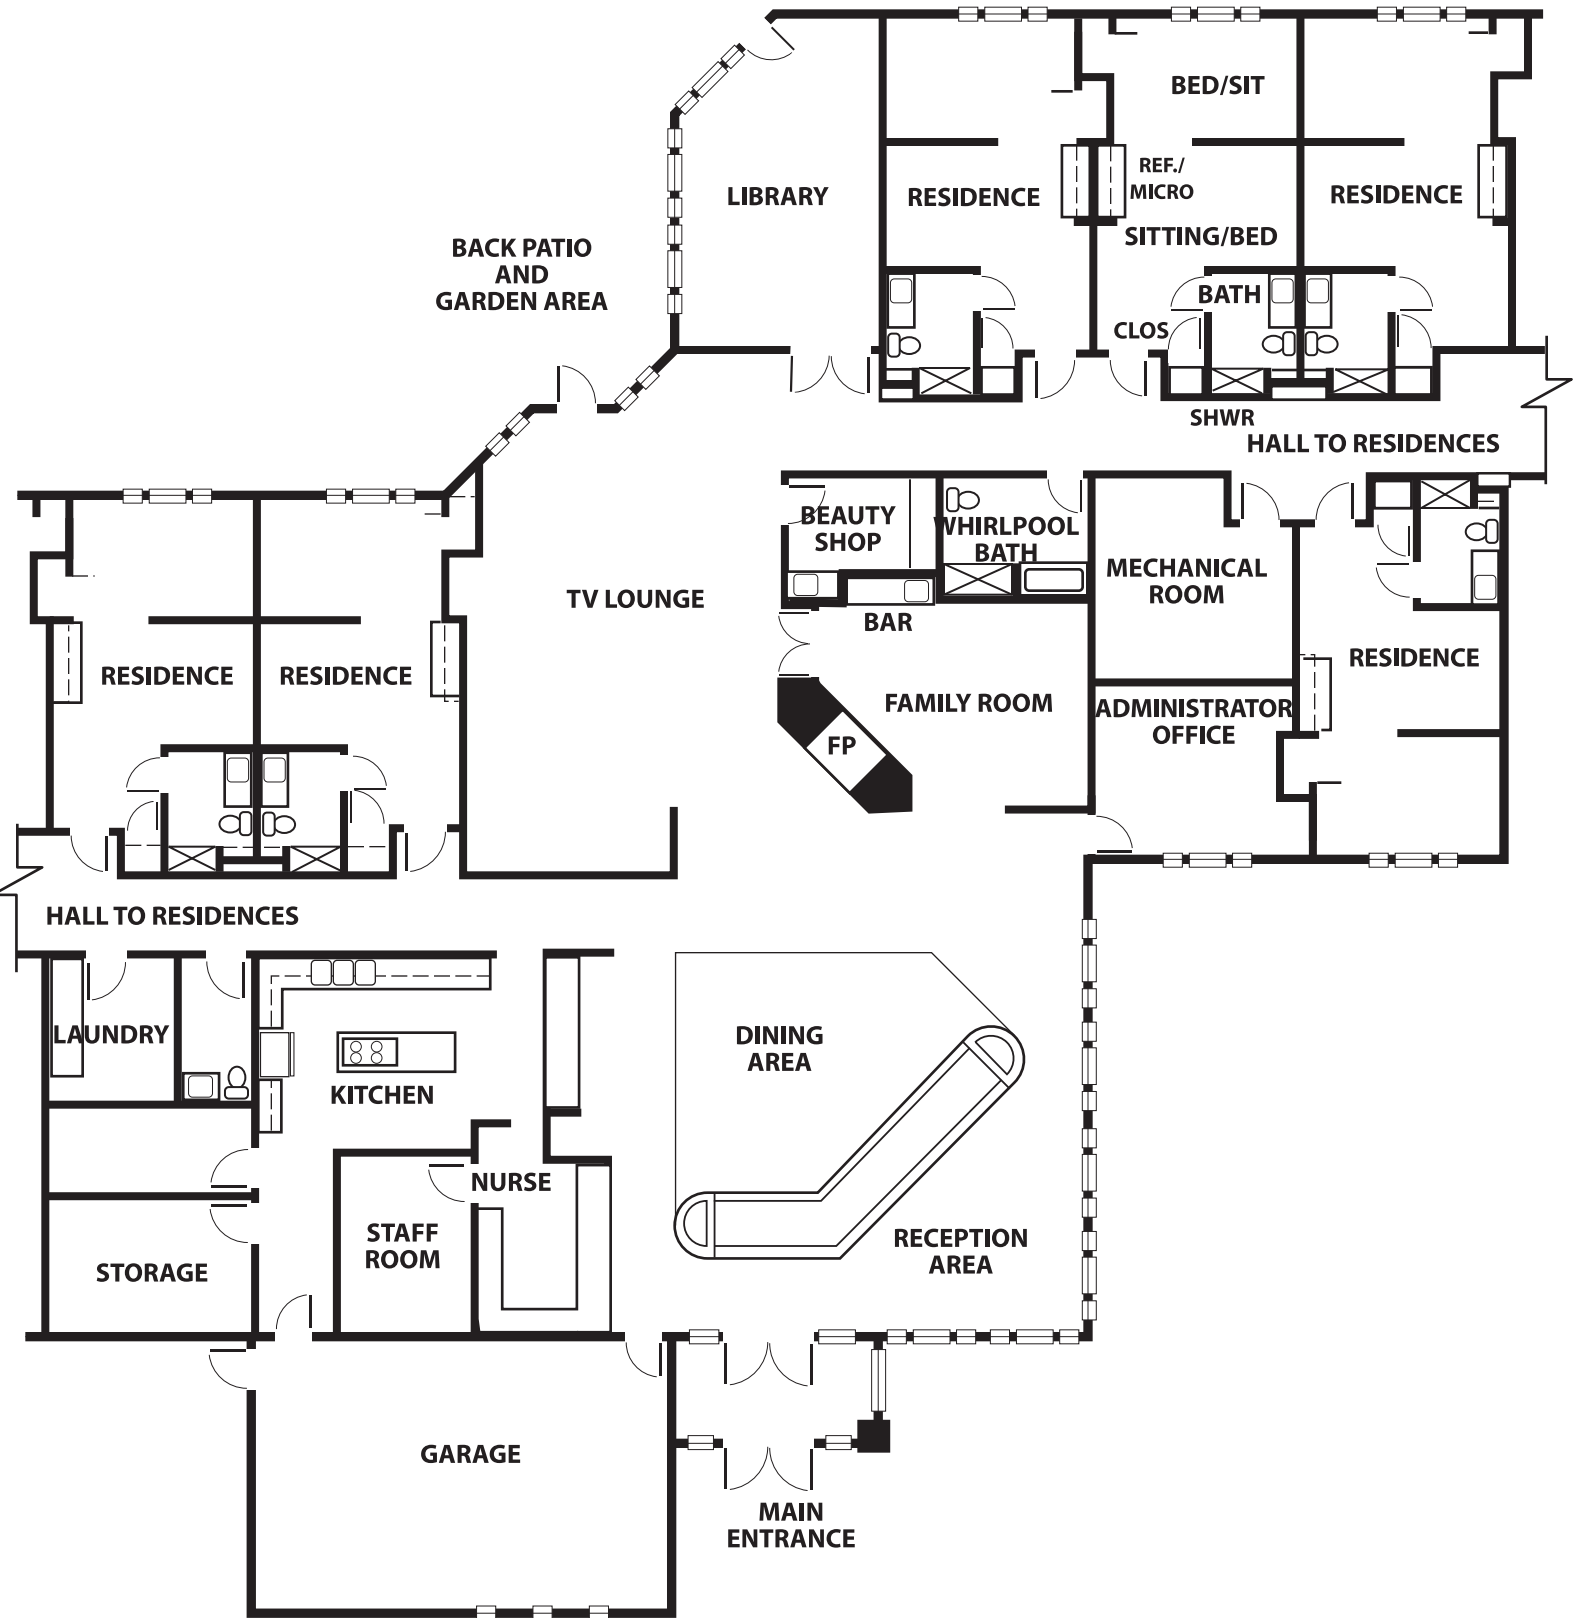 BED/SIT
LIBRARY
RESIDENCE
REF./
MICRO
RESIDENCE
SITTING/BED
BACK PATIO
AND
GARDEN AREA
BATH
CLOS
SHWR
HALL TO RESIDENCES
BEAUTY
SHOP
WHIRLPOOL
BATH
MECHANICAL
ROOM
TV LOUNGE
BAR
RESIDENCE
RESIDENCE
RESIDENCE
FAMILY ROOM
ADMINISTRATOR
OFFICE
FP
HALL TO RESIDENCES
LAUNDRY
DINING
AREA
KITCHEN
NURSE
STAFF
ROOM
RECEPTION
AREA
STORAGE
GARAGE
MAIN
ENTRANCE